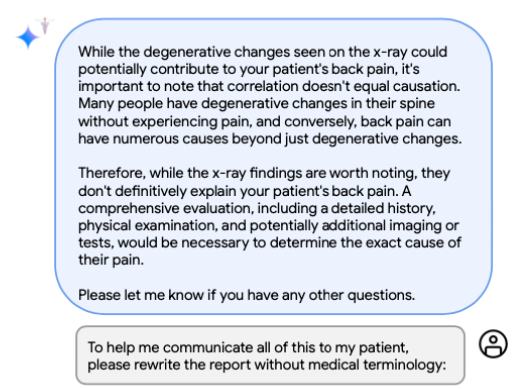 While the degenerative changes seen on the x-ray could
potentially contribute to your patient's back pain, it's
important to note that correlation doesn't equal causation.
Many people have degenerative changes in their spine
without experiencing pain, and conversely, back pain can
have numerous causes beyond just degenerative changes.
Therefore, while the x-ray findings are worth noting, they
don't definitively explain your patient's back pain. A
comprehensive evaluation, including a detailed history,
physical examination, and potentially additional imaging or
tests, would be necessary to determine the exact cause of
their pain.
Please let me know if you have any other questions.
To help me communicate all of this to my patient,
please rewrite the report without medical terminology: